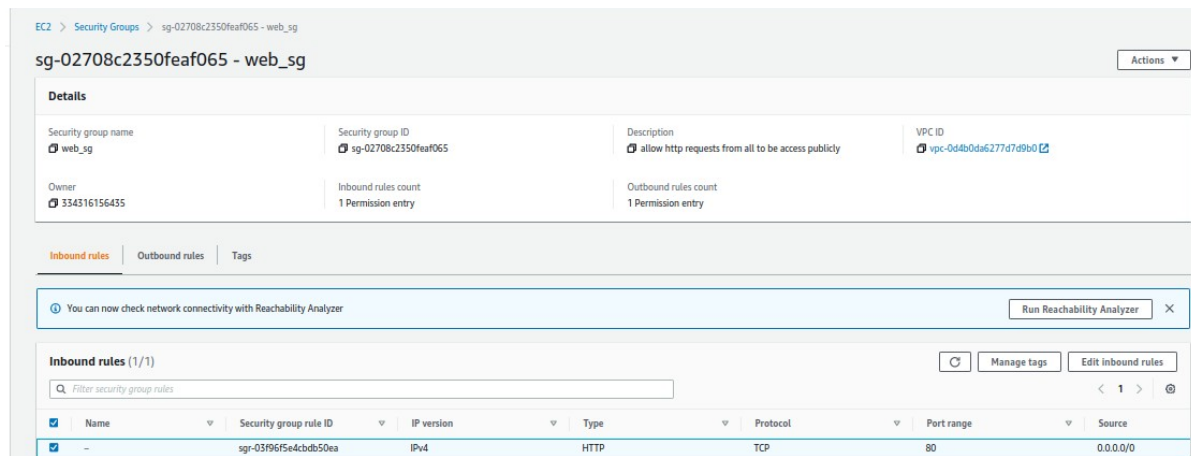 EC2 > Security Groups > sg-02708c2350feaf065 - web_sg
sg-02708c2350feaf065 - web_sg
Actions
Details
Security group name Security group ID Description VPC ID
web_sg sg-02708c2350feaf065 allow http requests from all to be access publicly vpc-0d4b0da6277d7d9b0
Owner Inbound rules count Outbound rules count
334316156435 1 Permission entry 1 Permission entry
Inbound rules Outbound rules Tags
You can now check network connectivity with Reachability Analyzer Run Reachability Analyzer
Inbound rules (1/1) Manage tags Edit inbound rules
Filter security group rules < 1 >
Name Security group rule ID IP version Type Protocol Port range Source
– sgr-03f96f5e4cbdb50ea IPv4 HTTP TCP 80 0.0.0.0/0